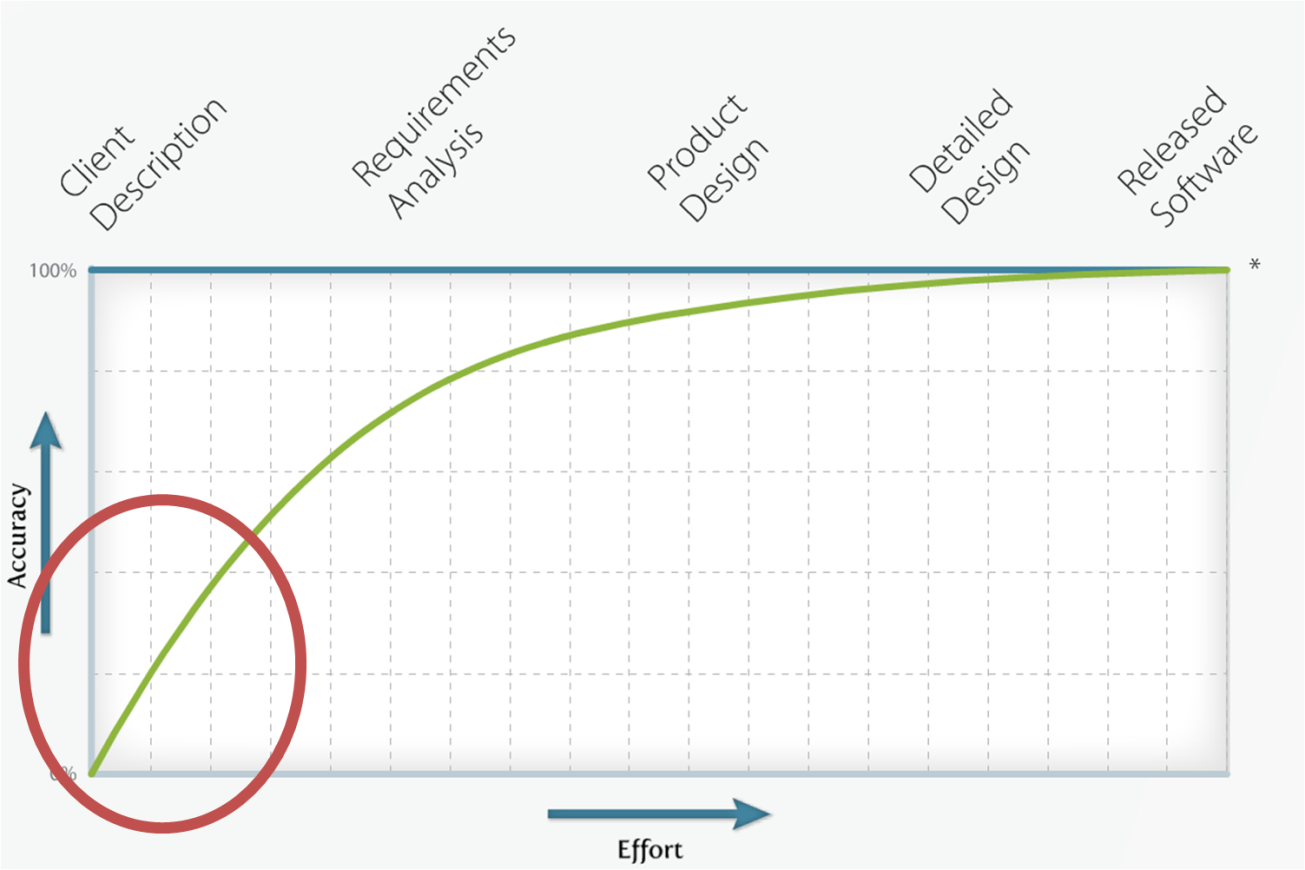 Client
Description
Requirements
Analysis
Product
Design
Detailed
Design
Released
Software
100%
*
Accuracy
0%
Effort